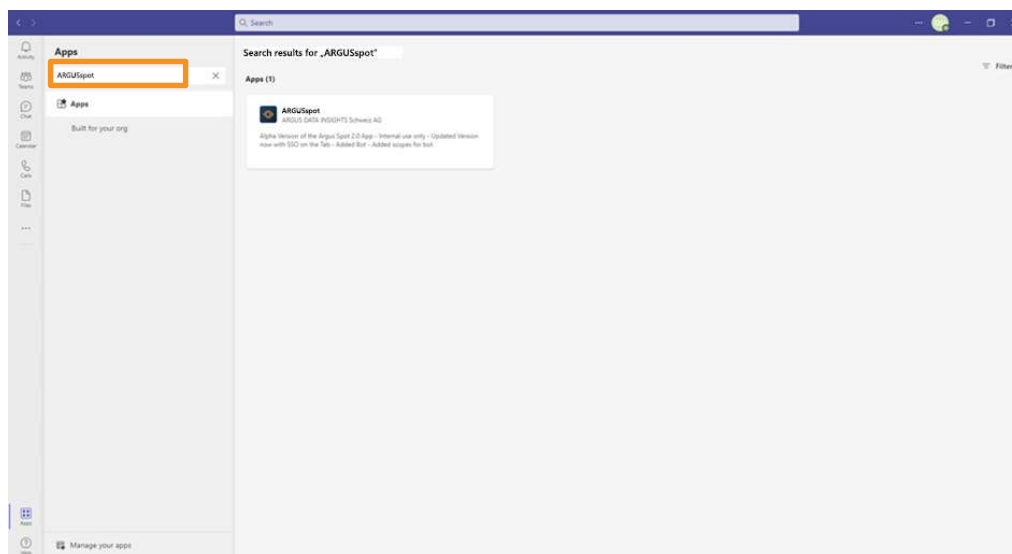 Search
Activity
Teams
Chat
Calendar
Calls
Files
Apps
Apps
ARGUSspot
Apps
Built for your org
Manage your apps
Search results for „ARGUSspot"
Filter
Apps (1)
ARGUSspot
ARGUS DATA INSIGHTS Schweiz AG
Alpha Version of the Argus Spot 2.0 App - Internal use only - Updated Version
now with SSO on the Tab - Added Bot - Added scopes for bot